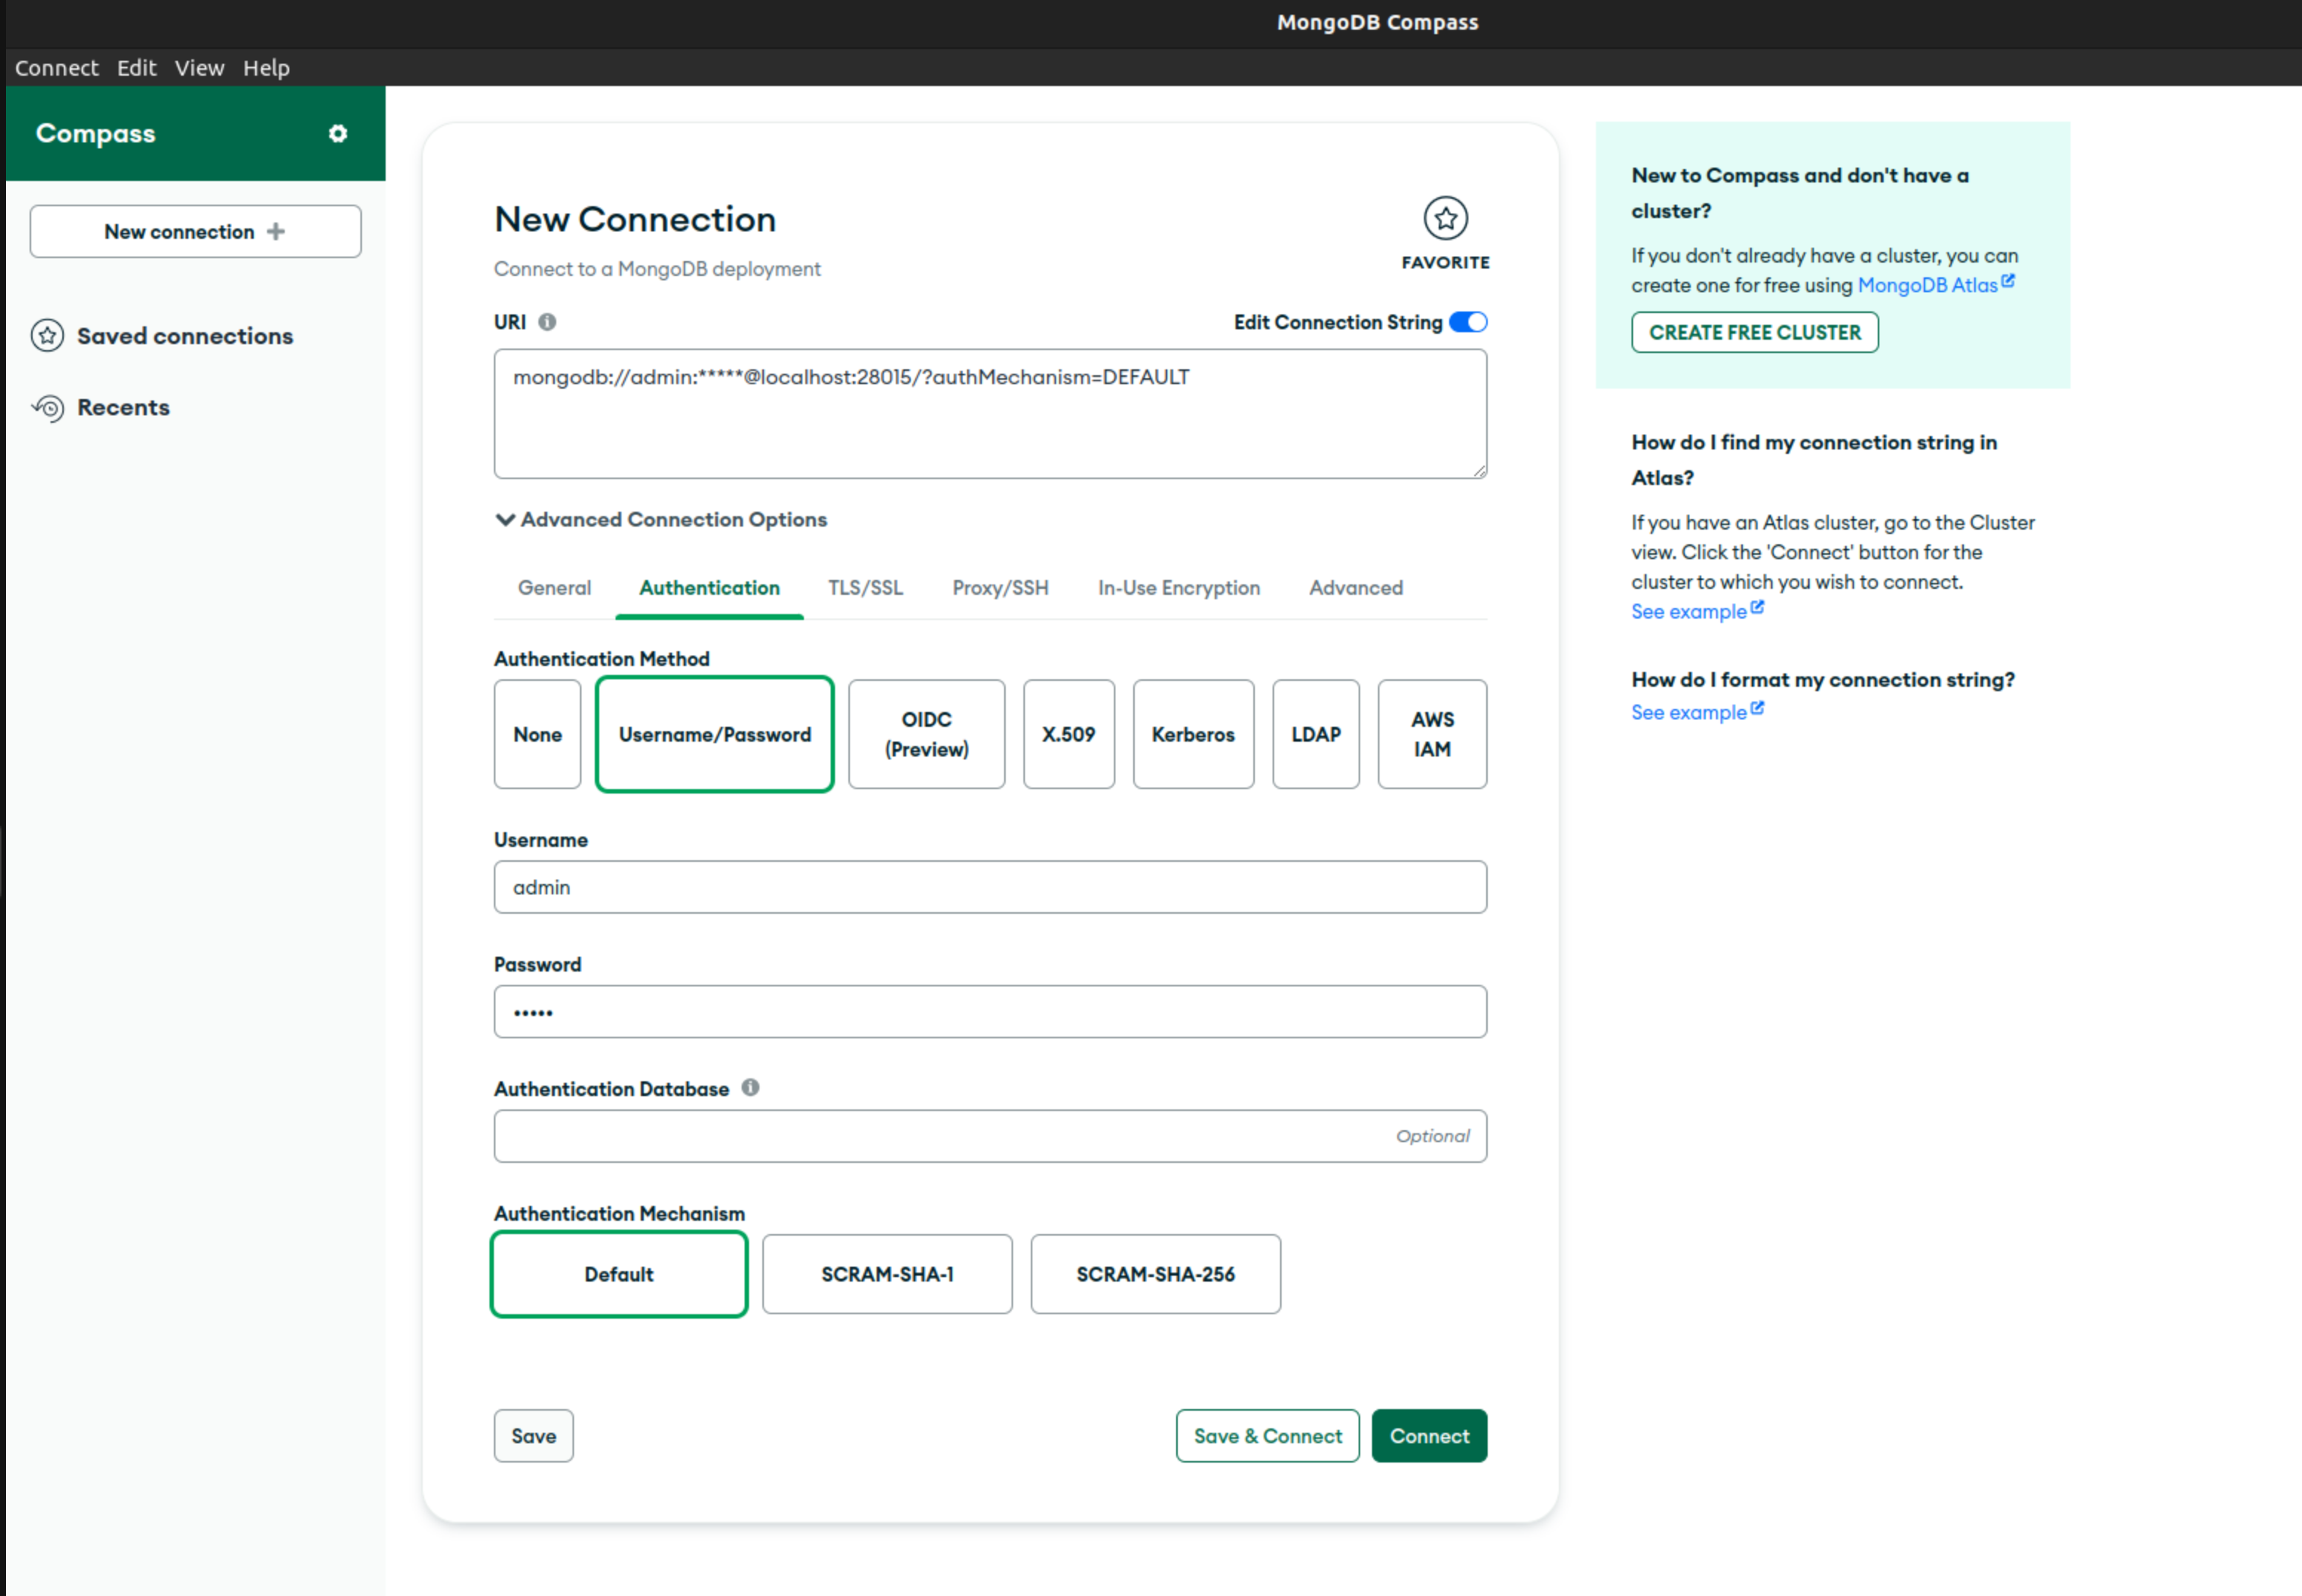 MongoDB Compass
Connect Edit View Help
Compass
New connection +
Saved connections
Recents
New Connection
Connect to a MongoDB deployment
FAVORITE
URI
Edit Connection String
mongodb://admin:*****@localhost:28015/?authMechanism=DEFAULT
Advanced Connection Options
General Authentication TLS/SSL Proxy/SSH In-Use Encryption Advanced
Authentication Method
None
Username/Password
OIDC
(Preview)
X.509
Kerberos
LDAP
AWS
IAM
Username
admin
Password
•••••
Authentication Database
Optional
Authentication Mechanism
Default
SCRAM-SHA-1
SCRAM-SHA-256
Save
Save & Connect
Connect
New to Compass and don't have a
cluster?
If you don't already have a cluster, you can
create one for free using MongoDB Atlas
CREATE FREE CLUSTER
How do I find my connection string in
Atlas?
If you have an Atlas cluster, go to the Cluster
view. Click the 'Connect' button for the
cluster to which you wish to connect.
See example
How do I format my connection string?
See example